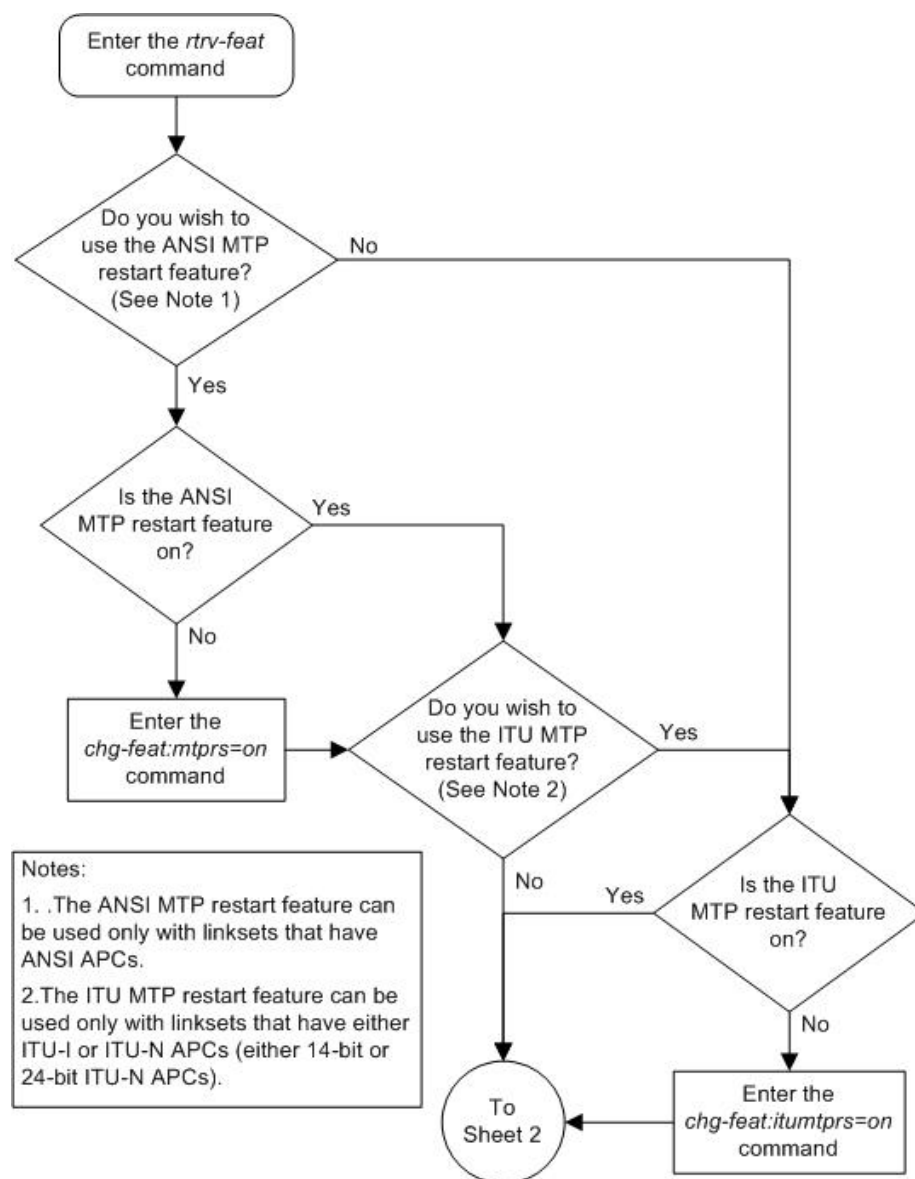 Enter the rtrv-feat
command
Do you wish to
use the ANSI MTP
restart feature?
(See Note 1)
No
Yes
Is the ANSI
MTP restart feature
on?
Yes
No
Enter the
chg-feat:mtprs=on
command
Do you wish to
use the ITU MTP
restart feature?
(See Note 2)
Yes
No
Is the ITU
MTP restart feature
on?
Yes
No
Enter the
chg-feat:itumtprs=on
command
To
Sheet 2
Notes:
1. .The ANSI MTP restart feature can
be used only with linksets that have
ANSI APCs.
2.The ITU MTP restart feature can be
used only with linksets that have either
ITU-I or ITU-N APCs (either 14-bit or
24-bit ITU-N APCs).